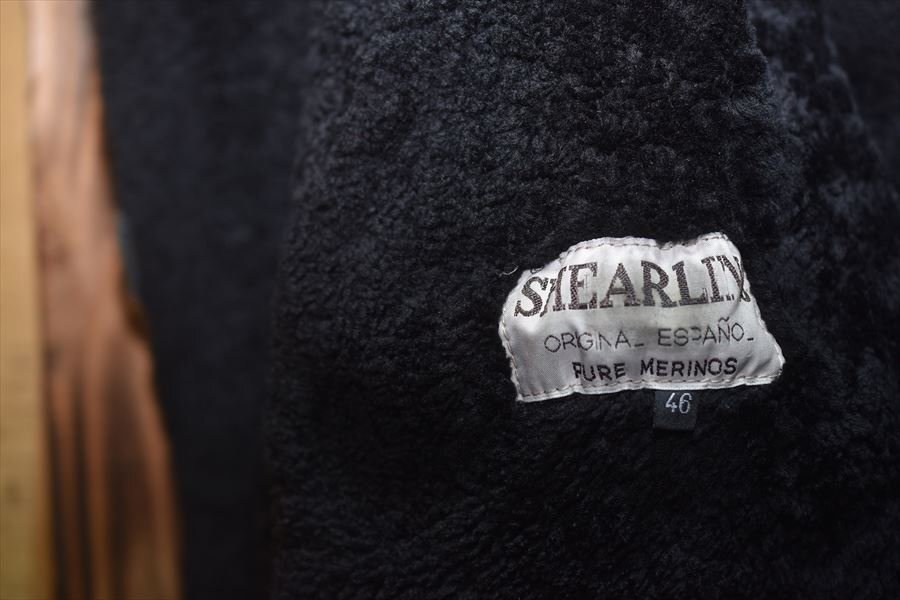 SHEARLIN
ORIGINAL ESPAÑOL
PURE MERINOS
46